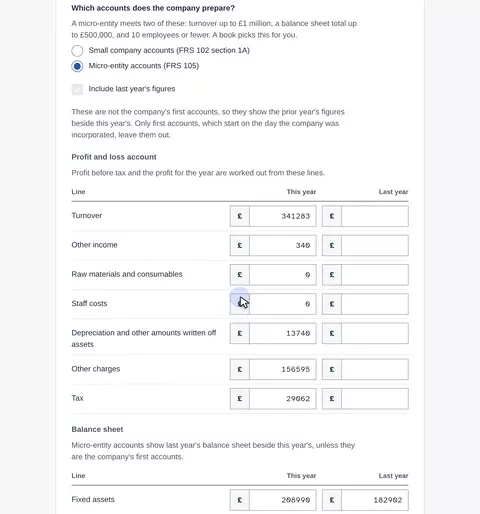 Which accounts does the company prepare?
A micro-entity meets two of these: turnover up to £1 million, a balance sheet total up
to £500,000, and 10 employees or fewer. A book picks this for you.
Small company accounts (FRS 102 section 1A)
Micro-entity accounts (FRS 105)
Include last year's figures
These are not the company's first accounts, so they show the prior year's figures
beside this year's. Only first accounts, which start on the day the company was
incorporated, leave them out.
Profit and loss account
Profit before tax and the profit for the year are worked out from these lines.
Line This year Last year
Turnover £ 341283 £
Other income £ 340 £
Raw materials and consumables £ 0 £
Staff costs £ 0 £
Depreciation and other amounts written off
assets £ 13740 £
Other charges £ 156595 £
Tax £ 29062 £
Balance sheet
Micro-entity accounts show last year's balance sheet beside this year's, unless they
are the company's first accounts.
Line This year Last year
Fixed assets £ 208990 £ 182902